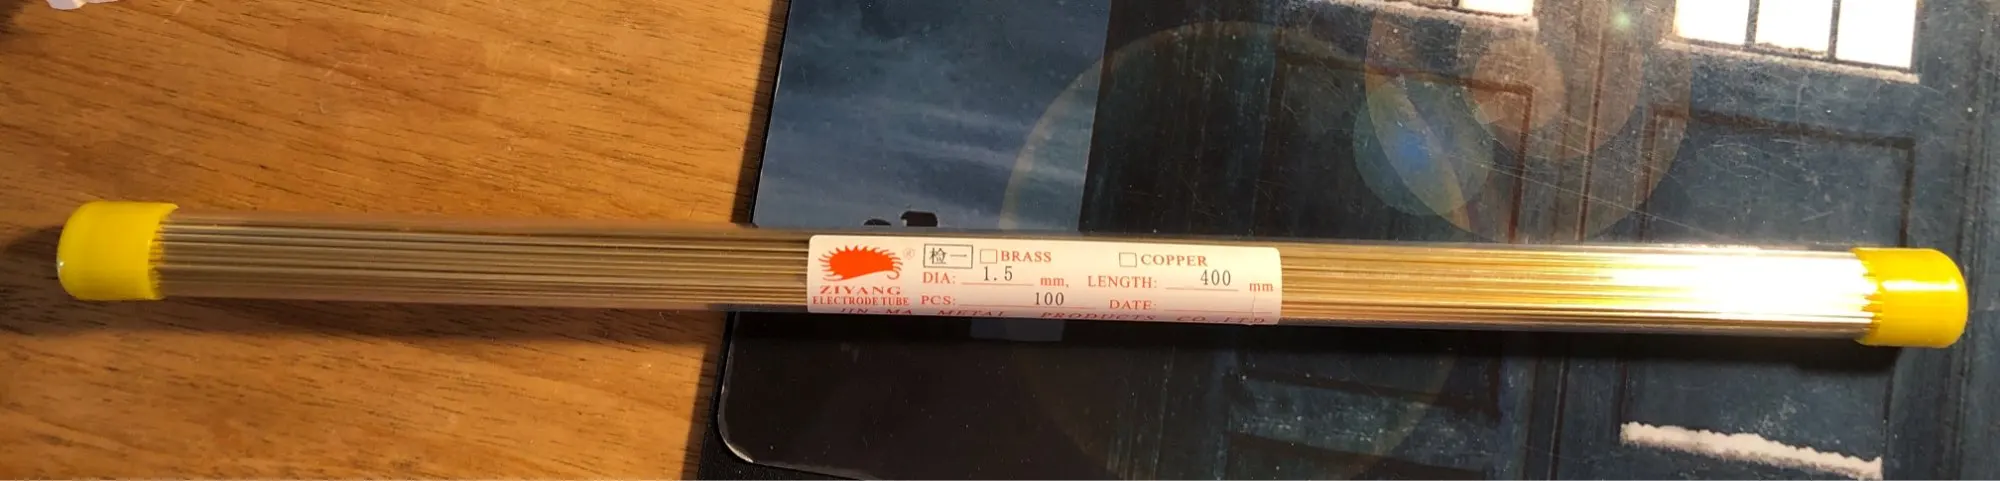 ® 检一 BRASS COPPER
DIA: 1.5 mm, LENGTH: 400 mm
ZIYANG
ELECTRODE TUBE PCS: 100 DATE:
JIN-MA METAL PRODUCTS CO.,LTD